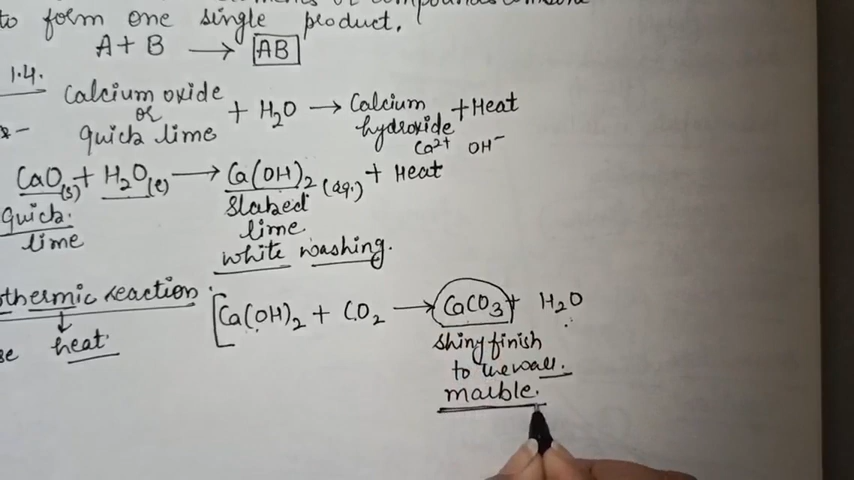 to form one single product.
A + B → AB
1.4.
Calcium oxide + H2O → Calcium + Heat
or
quick lime hydroxide
Ca2+ OH-
CaO(s) + H2O(l) → Ca(OH)2 (aq.) + Heat
quick. slaked
lime lime
white washing.
thermic reaction :
Ca(OH)2 + CO2 → CaCO3 + H2O
heat. shiny finish
to the wall.
marble.